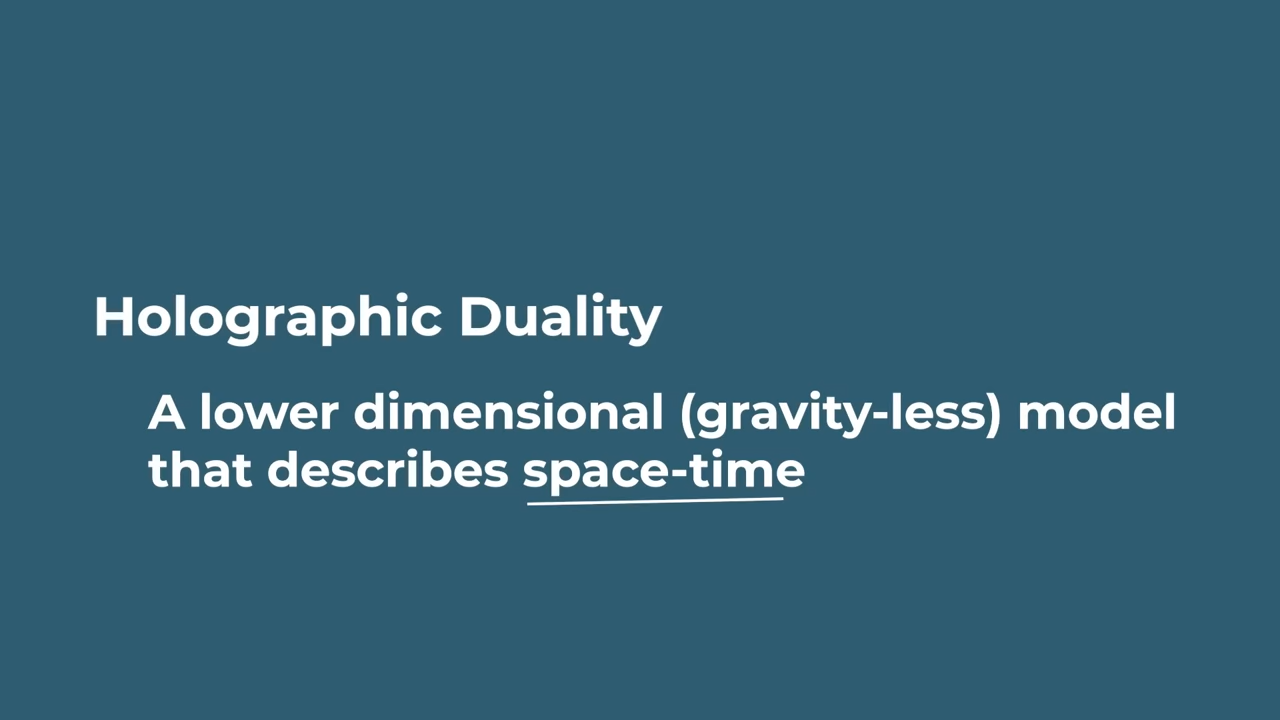 Holographic Duality
A lower dimensional (gravity-less) model
that describes space-time